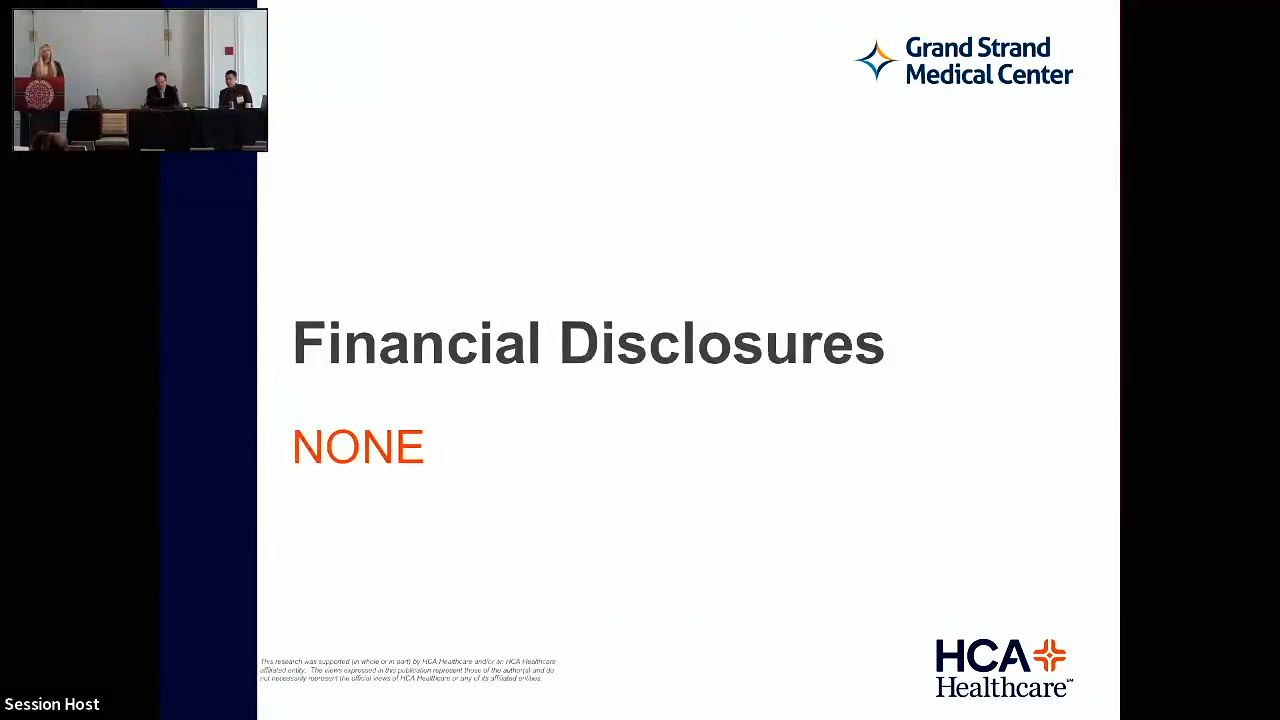 Grand Strand
Medical Center
Financial Disclosures
NONE
This research was supported (in whole or in part) by HCA Healthcare and/or an HCA Healthcare
affiliated entity. The views expressed in this publication represent those of the author(s) and do
not necessarily represent the official views of HCA Healthcare or any of its affiliated entities.
HCA
Healthcare℠
Session Host